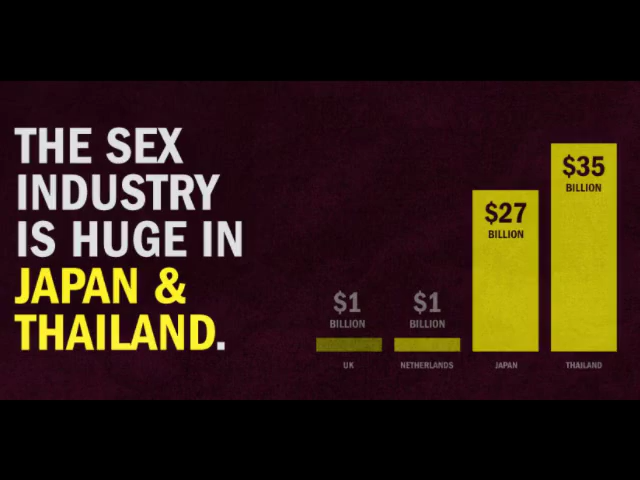 THE SEX
INDUSTRY
IS HUGE IN
JAPAN &
THAILAND.
$1
BILLION
UK
$1
BILLION
NETHERLANDS
$27
BILLION
JAPAN
$35
BILLION
THAILAND